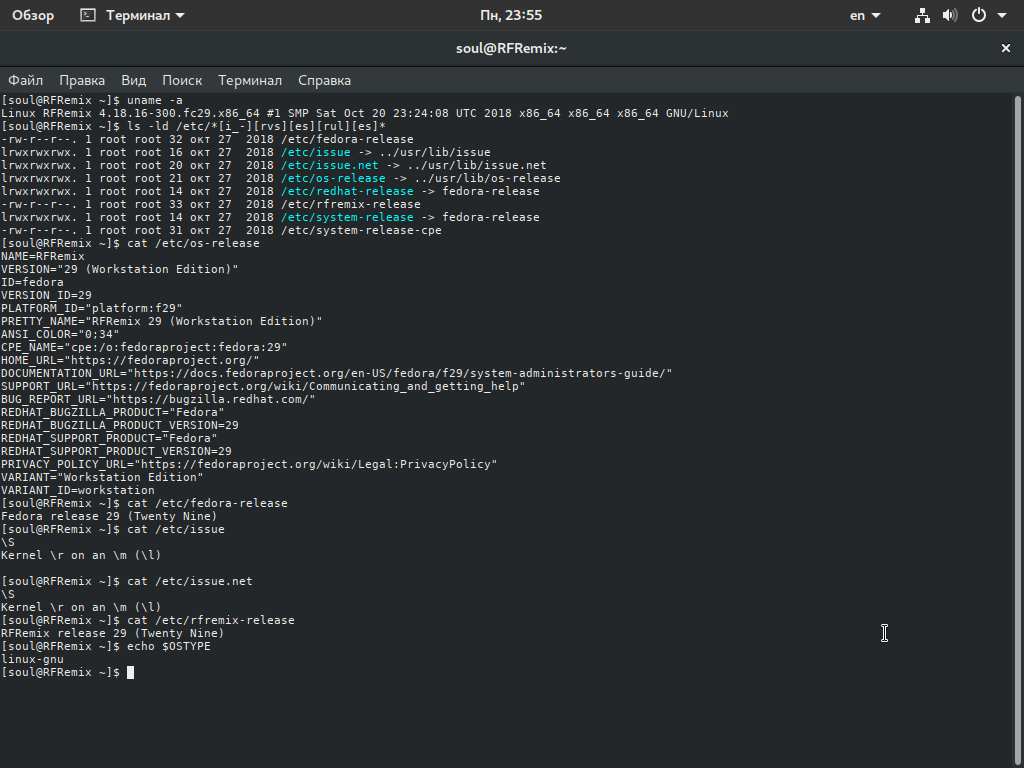 Обзор Терминал Пн, 23:55 en
soul@RFRemix:~ ×
Файл Правка Вид Поиск Терминал Справка
[soul@RFRemix ~]$ uname -a
Linux RFRemix 4.18.16-300.fc29.x86_64 #1 SMP Sat Oct 20 23:24:08 UTC 2018 x86_64 x86_64 x86_64 GNU/Linux
[soul@RFRemix ~]$ ls -ld /etc/*[i_-][rvs][es][rul][es]*
-rw-r--r--. 1 root root 32 окт 27  2018 /etc/fedora-release
lrwxrwxrwx. 1 root root 16 окт 27  2018 /etc/issue -> ../usr/lib/issue
lrwxrwxrwx. 1 root root 20 окт 27  2018 /etc/issue.net -> ../usr/lib/issue.net
lrwxrwxrwx. 1 root root 21 окт 27  2018 /etc/os-release -> ../usr/lib/os-release
lrwxrwxrwx. 1 root root 14 окт 27  2018 /etc/redhat-release -> fedora-release
-rw-r--r--. 1 root root 33 окт 27  2018 /etc/rfremix-release
lrwxrwxrwx. 1 root root 14 окт 27  2018 /etc/system-release -> fedora-release
-rw-r--r--. 1 root root 31 окт 27  2018 /etc/system-release-cpe
[soul@RFRemix ~]$ cat /etc/os-release
NAME=RFRemix
VERSION="29 (Workstation Edition)"
ID=fedora
VERSION_ID=29
PLATFORM_ID="platform:f29"
PRETTY_NAME="RFRemix 29 (Workstation Edition)"
ANSI_COLOR="0;34"
CPE_NAME="cpe:/o:fedoraproject:fedora:29"
HOME_URL="https://fedoraproject.org/"
DOCUMENTATION_URL="https://docs.fedoraproject.org/en-US/fedora/f29/system-administrators-guide/"
SUPPORT_URL="https://fedoraproject.org/wiki/Communicating_and_getting_help"
BUG_REPORT_URL="https://bugzilla.redhat.com/"
REDHAT_BUGZILLA_PRODUCT="Fedora"
REDHAT_BUGZILLA_PRODUCT_VERSION=29
REDHAT_SUPPORT_PRODUCT="Fedora"
REDHAT_SUPPORT_PRODUCT_VERSION=29
PRIVACY_POLICY_URL="https://fedoraproject.org/wiki/Legal:PrivacyPolicy"
VARIANT="Workstation Edition"
VARIANT_ID=workstation
[soul@RFRemix ~]$ cat /etc/fedora-release
Fedora release 29 (Twenty Nine)
[soul@RFRemix ~]$ cat /etc/issue
\S
Kernel \r on an \m (\l)

[soul@RFRemix ~]$ cat /etc/issue.net
\S
Kernel \r on an \m (\l)
[soul@RFRemix ~]$ cat /etc/rfremix-release
RFRemix release 29 (Twenty Nine)
[soul@RFRemix ~]$ echo $OSTYPE
linux-gnu
[soul@RFRemix ~]$